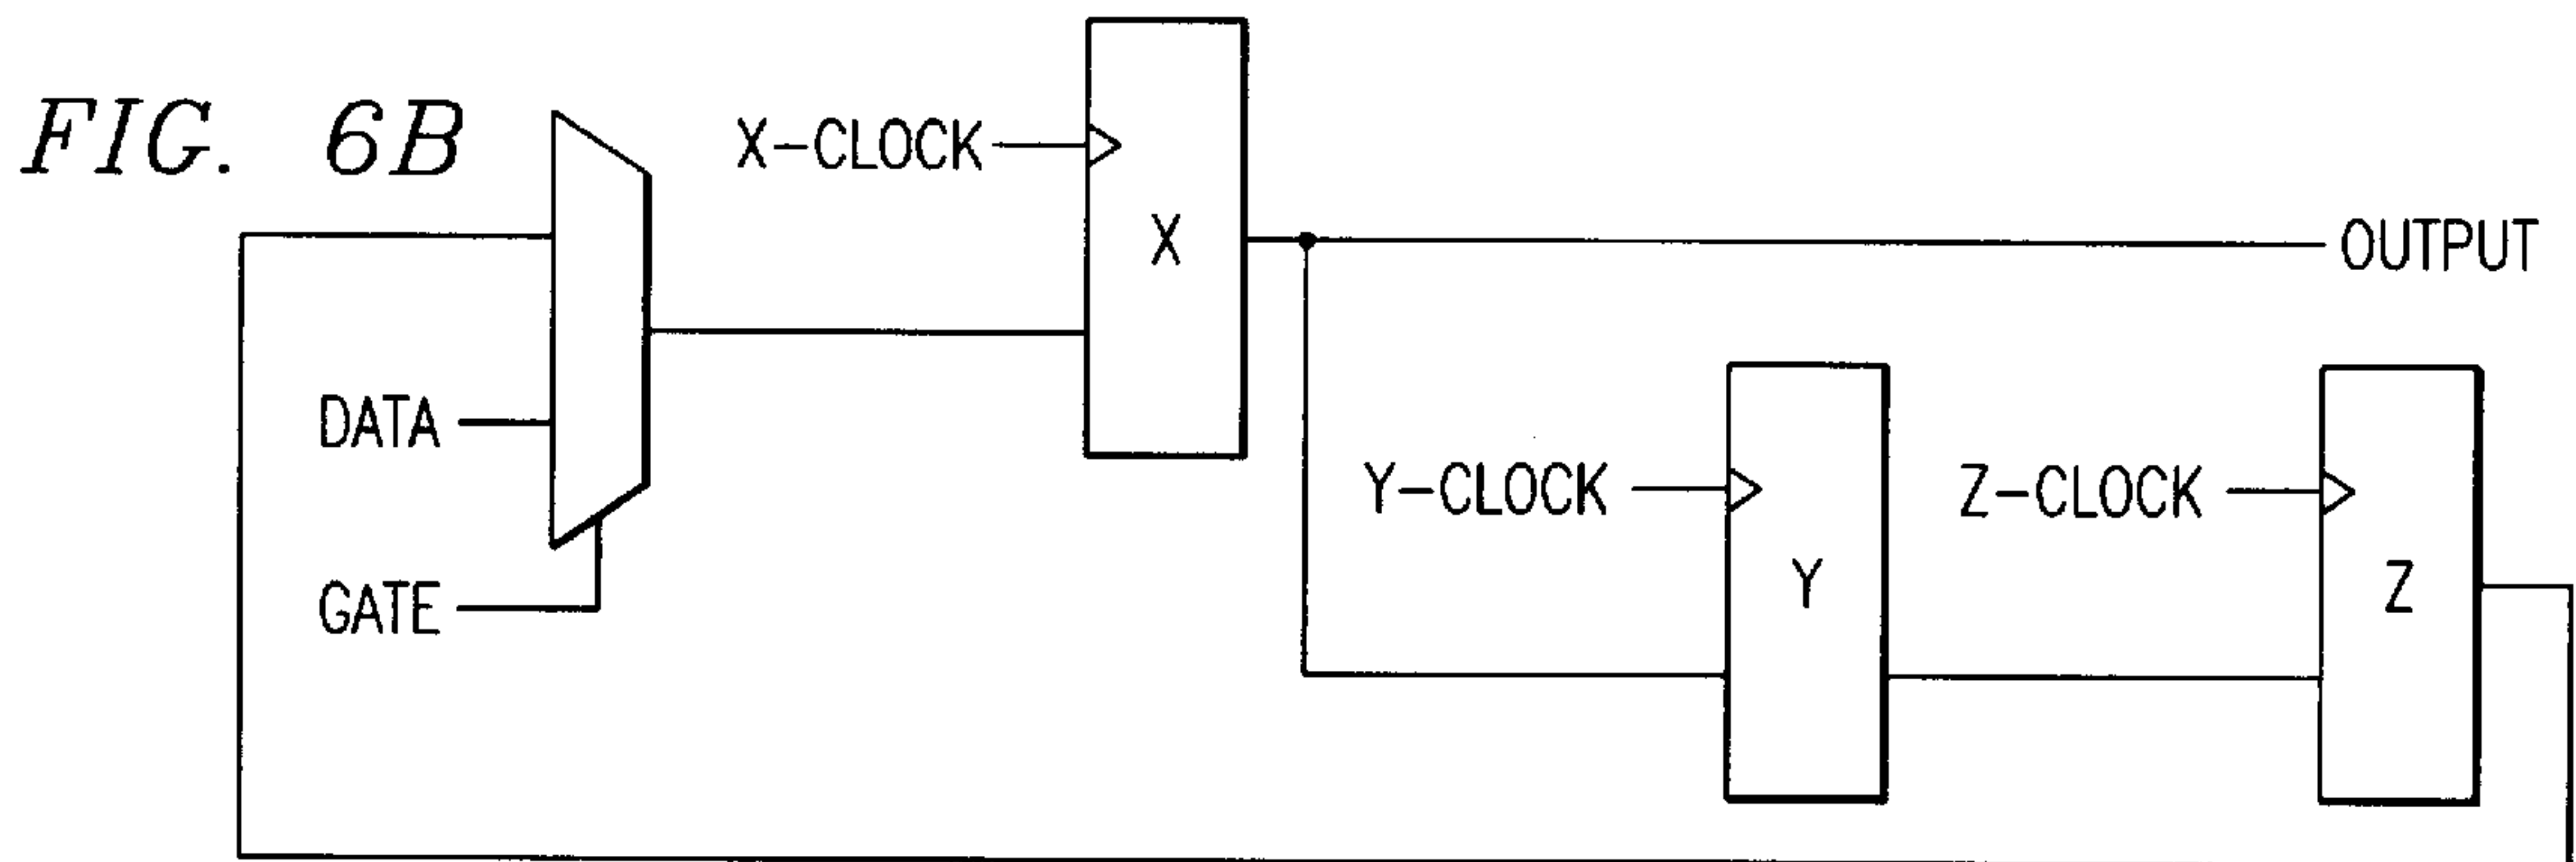 FIG. 6B
X-CLOCK
X
OUTPUT
DATA
GATE
Y-CLOCK
Y
Z-CLOCK
Z